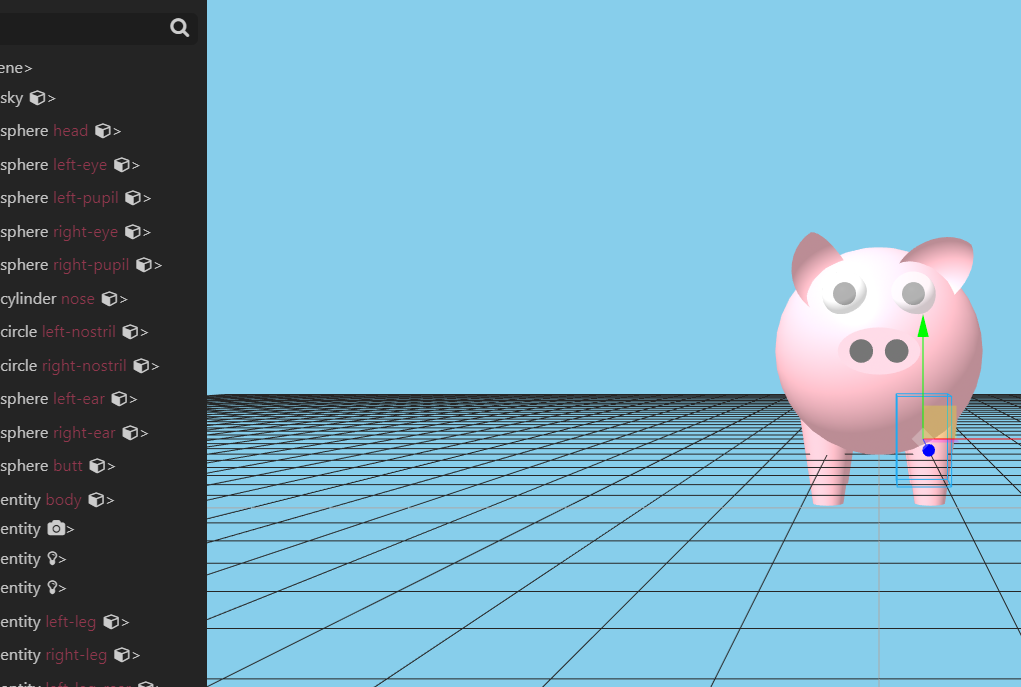 ene>
sky >
sphere head >
sphere left-eye >
sphere left-pupil >
sphere right-eye >
sphere right-pupil >
cylinder nose >
circle left-nostril >
circle right-nostril >
sphere left-ear >
sphere right-ear >
sphere butt >
entity body >
entity >
entity >
entity >
entity left-leg >
entity right-leg >